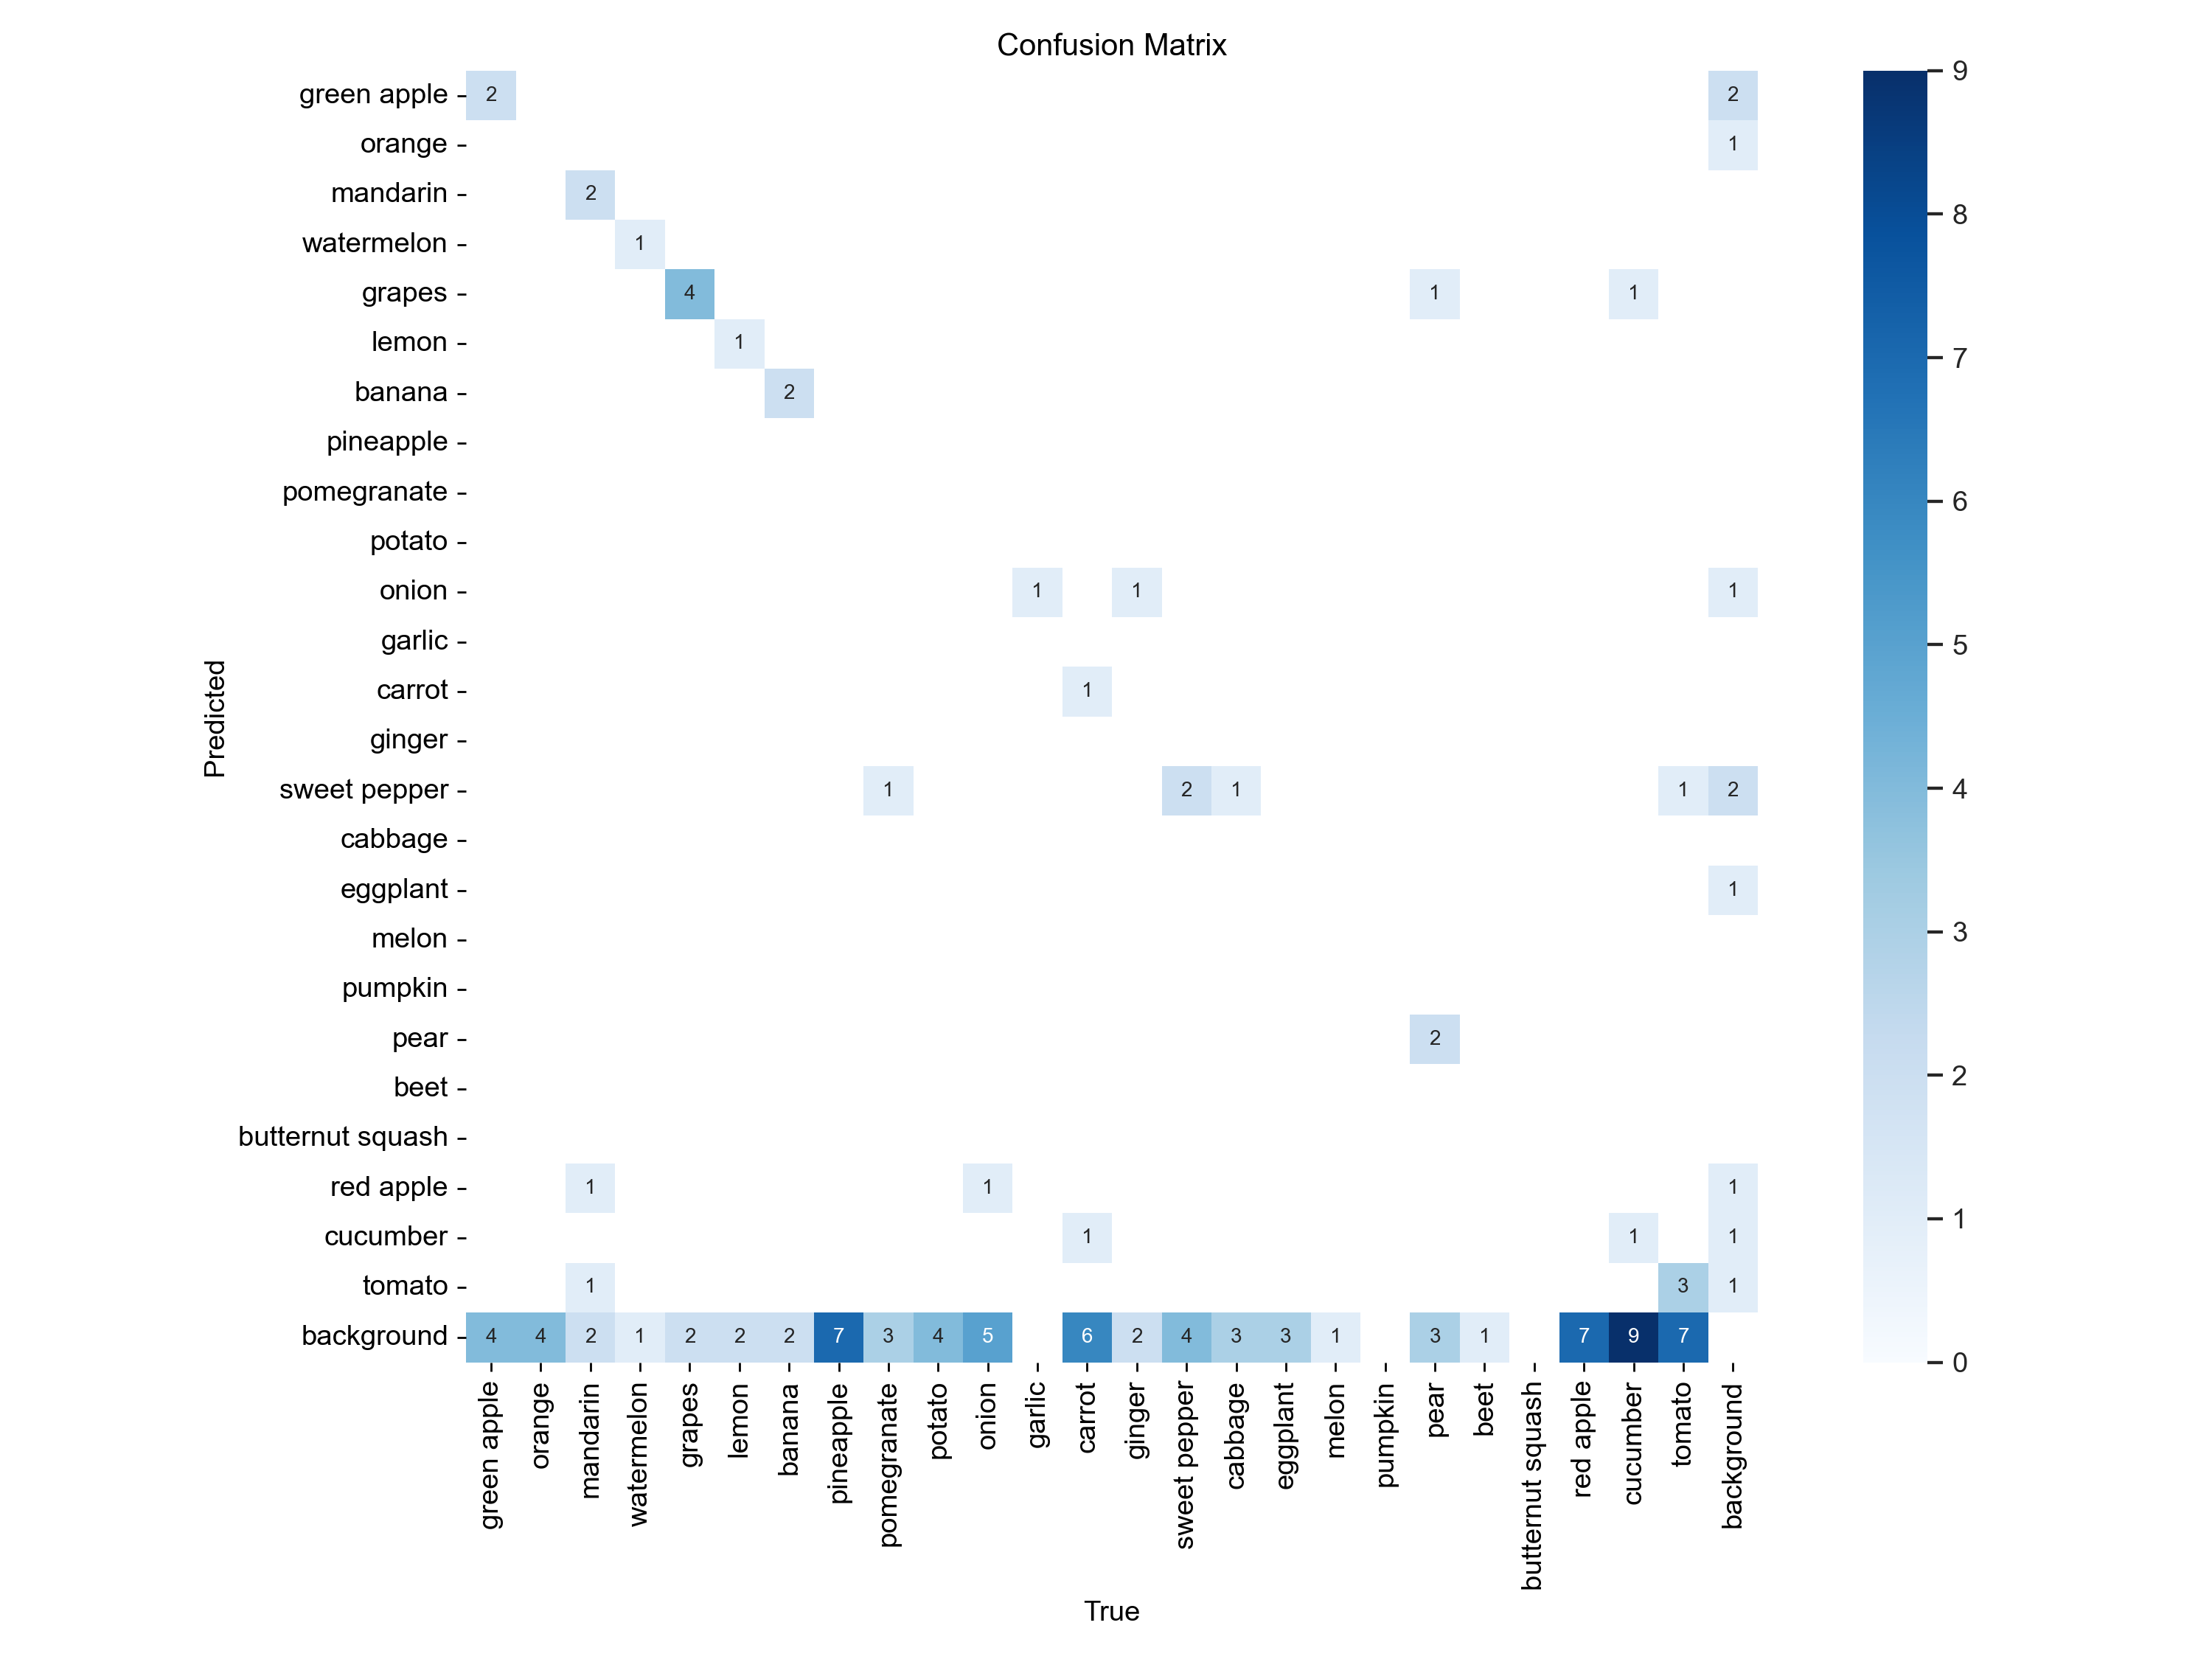 Confusion Matrix
green apple 2 2
orange 1
mandarin 2
watermelon 1
grapes 4 1 1
lemon 1
banana 2
pineapple
pomegranate
potato
onion 1 1 1
garlic
carrot 1
ginger
sweet pepper 1 2 1 1 2
cabbage
eggplant 1
melon
pumpkin
pear 2
beet
butternut squash
red apple 1 1 1
cucumber 1 1 1
tomato 1 3 1
background 4 4 2 1 2 2 2 7 3 4 5 6 2 4 3 3 1 3 1 7 9 7
Predicted
green apple
orange
mandarin
watermelon
grapes
lemon
banana
pineapple
pomegranate
potato
onion
garlic
carrot
ginger
sweet pepper
cabbage
eggplant
melon
pumpkin
pear
beet
butternut squash
red apple
cucumber
tomato
background
True
9
8
7
6
5
4
3
2
1
0